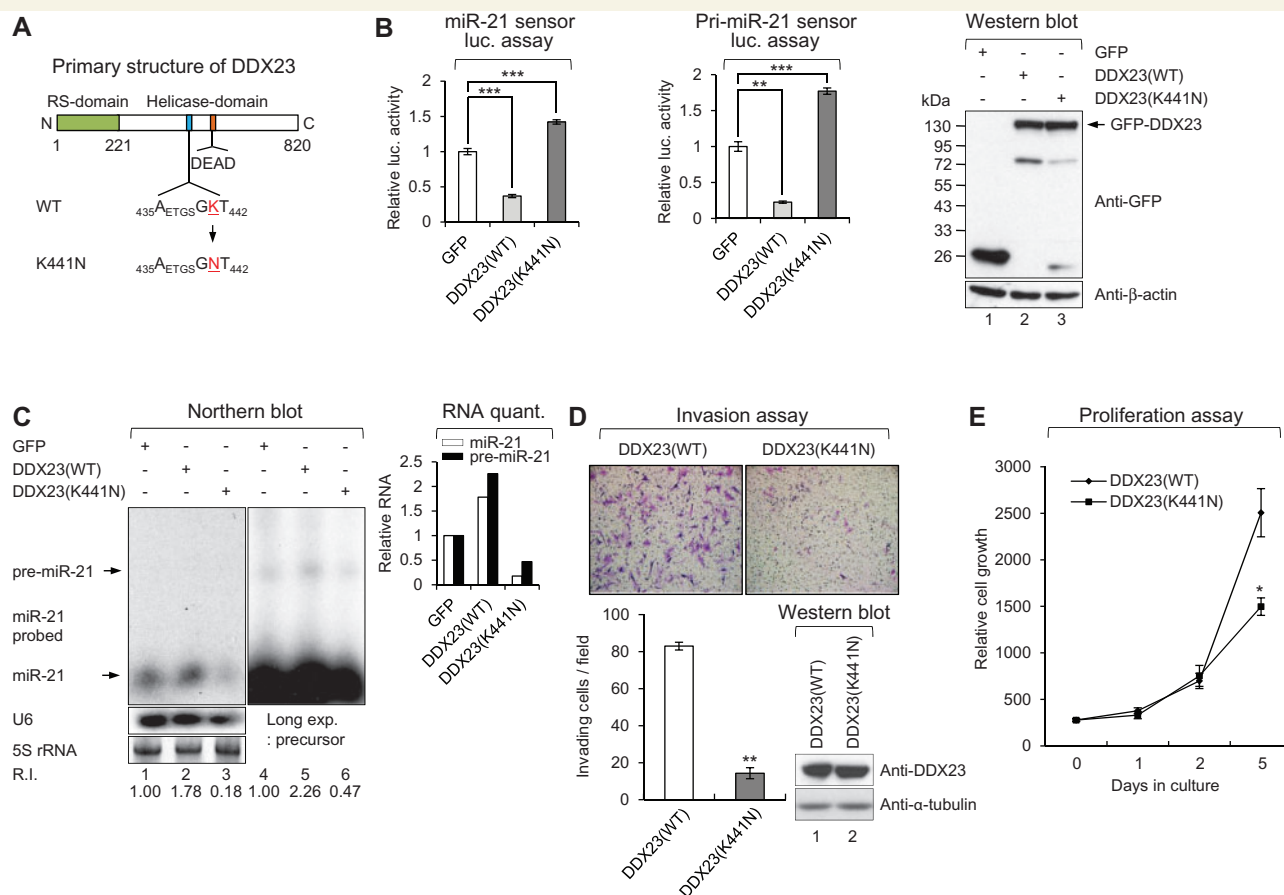 A
Primary structure of DDX23
RS-domain Helicase-domain
N C
1 221 820
DEAD
WT 435AETGSGKT442
K441N 435AETGSGNT442
B
miR-21 sensor
luc. assay
Relative luc. activity
2
1.5
1
0.5
0
***
***
GFP
DDX23(WT)
DDX23(K441N)
Pri-miR-21 sensor
luc. assay
Relative luc. activity
2
1.5
1
0.5
0
***
**
GFP
DDX23(WT)
DDX23(K441N)
Western blot
+ - - GFP
- + - DDX23(WT)
- - + DDX23(K441N)
kDa
130
95
72
55
43
33
26
GFP-DDX23
Anti-GFP
Anti-β-actin
1 2 3
C
Northern blot
GFP + - - + - -
DDX23(WT) - + - - + -
DDX23(K441N) - - + - - +
pre-miR-21
miR-21
probed
miR-21
U6
5S rRNA
Long exp.
: precursor
R.I. 1 2 3 4 5 6
1.00 1.78 0.18 1.00 2.26 0.47
RNA quant.
miR-21
pre-miR-21
Relative RNA
2.5
2
1.5
1
0.5
0
GFP
DDX23(WT)
DDX23(K441N)
D
Invasion assay
DDX23(WT) DDX23(K441N)
Invading cells / field
100
80
60
40
20
0
**
DDX23(WT)
DDX23(K441N)
Western blot
DDX23(WT)
DDX23(K441N)
Anti-DDX23
Anti-α-tubulin
1 2
E
Proliferation assay
Relative cell growth
3000
2500
2000
1500
1000
500
0
DDX23(WT)
DDX23(K441N)
*
0 1 2 5
Days in culture